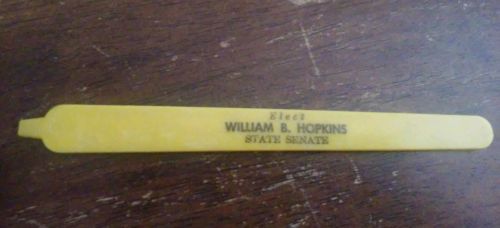 Elect
WILLIAM B. HOPKINS
STATE SENATE